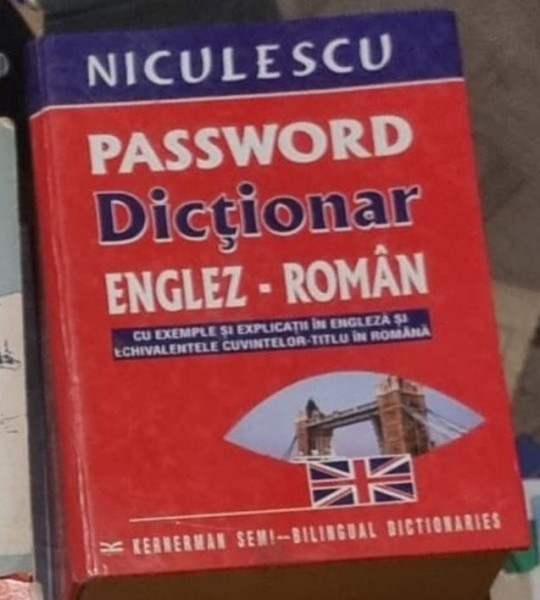 NICULESCU
PASSWORD
Dicţionar
ENGLEZ - ROMÂN
CU EXEMPLE ŞI EXPLICAŢII ÎN ENGLEZĂ ŞI
ECHIVALENTELE CUVINTELOR-TITLU ÎN ROMÂNĂ
K KERNERMAN SEMI-BILINGUAL DICTIONARIES